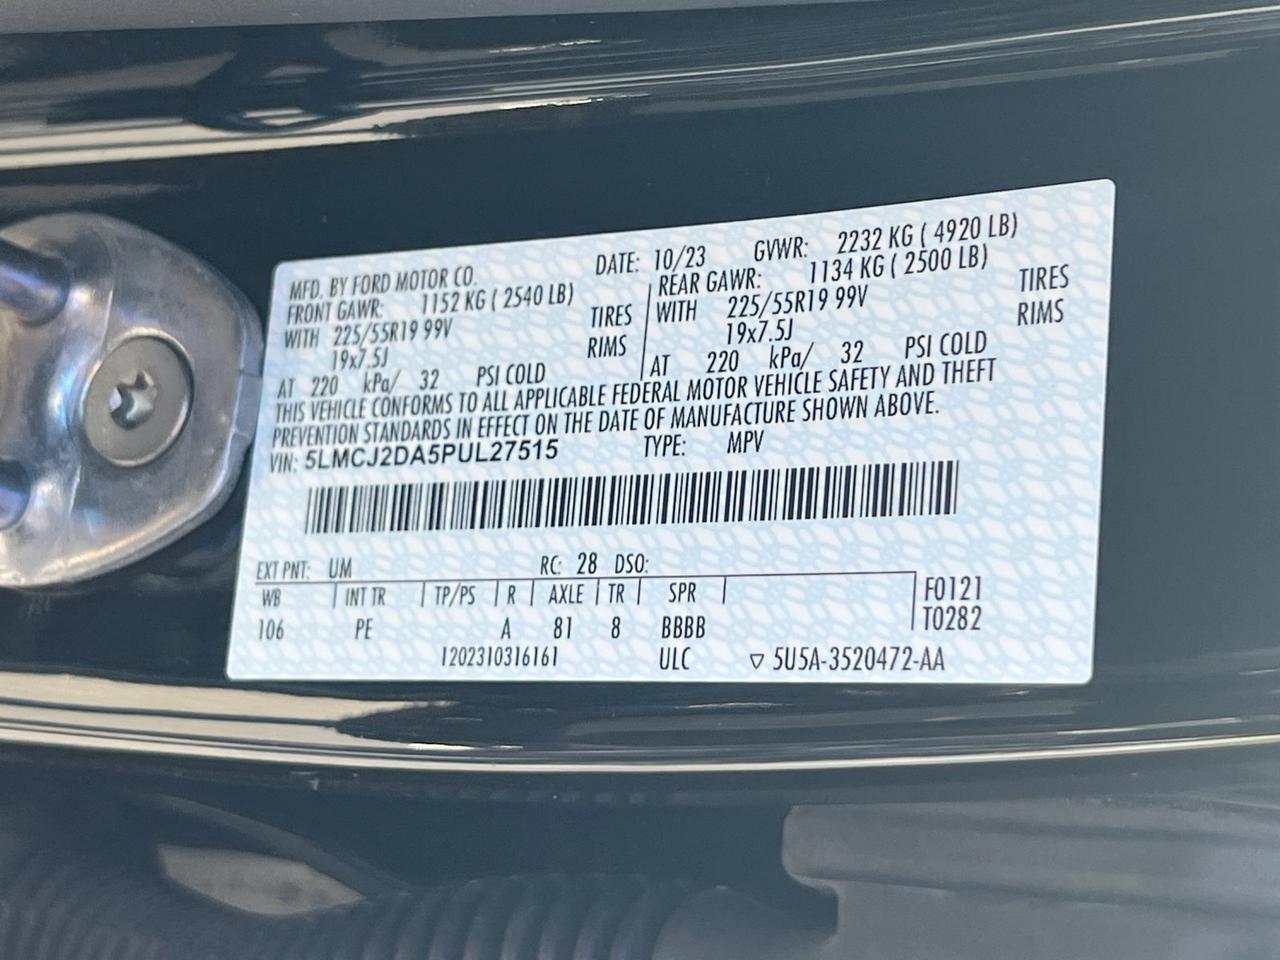 MFD. BY FORD MOTOR CO. DATE: 10/23 GVWR: 2232 KG ( 4920 LB)
FRONT GAWR: 1152 KG ( 2540 LB) REAR GAWR: 1134 KG ( 2500 LB)
WITH 225/55R19 99V TIRES WITH 225/55R19 99V TIRES
19x7.5J RIMS 19x7.5J RIMS
AT 220 kPa/ 32 PSI COLD AT 220 kPa/ 32 PSI COLD
THIS VEHICLE CONFORMS TO ALL APPLICABLE FEDERAL MOTOR VEHICLE SAFETY AND THEFT
PREVENTION STANDARDS IN EFFECT ON THE DATE OF MANUFACTURE SHOWN ABOVE.
VIN: 5LMCJ2DA5PUL27515 TYPE: MPV
EXT PNT: UM RC: 28 DSO:
WB INT TR TP/PS R AXLE TR SPR F0121
106 PE A 81 8 BBBB T0282
1202310316161 ULC ▽ 5U5A-3520472-AA